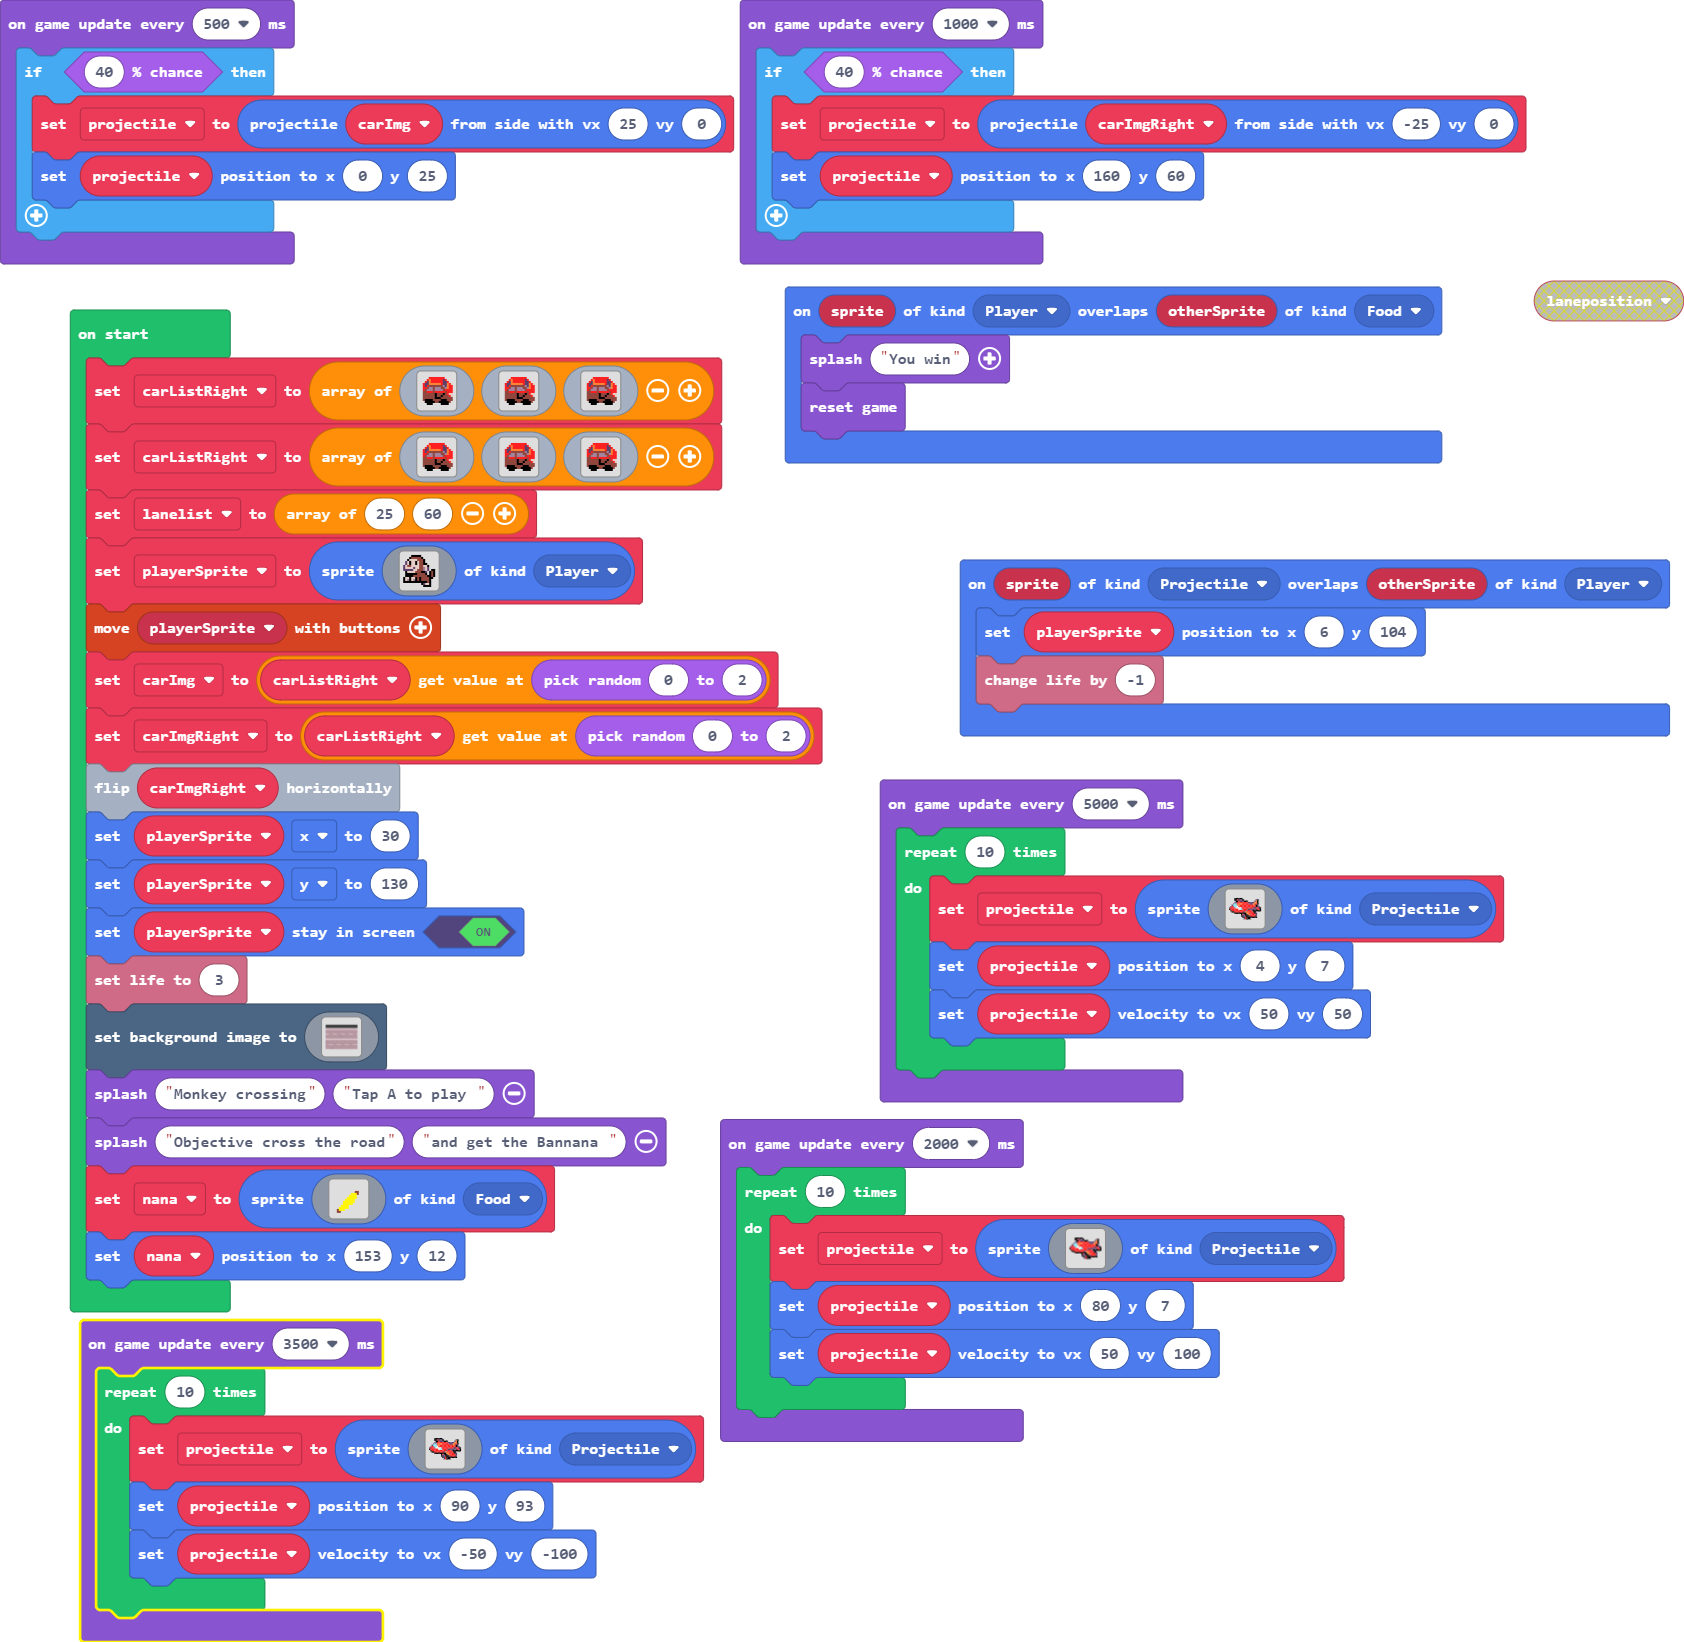 on game update every 500 ms
if 40 % chance then
set projectile to projectile carImg from side with vx 25 vy 0
set projectile position to x 0 y 25
on game update every 1000 ms
if 40 % chance then
set projectile to projectile carImgRight from side with vx -25 vy 0
set projectile position to x 160 y 60
on sprite of kind Player overlaps otherSprite of kind Food
splash "You win"
reset game
laneposition
on start
set carListRight to array of
set carListRight to array of
set lanelist to array of 25 60
set playerSprite to sprite of kind Player
move playerSprite with buttons
set carImg to carListRight get value at pick random 0 to 2
set carImgRight to carListRight get value at pick random 0 to 2
flip carImgRight horizontally
set playerSprite x to 30
set playerSprite y to 130
set playerSprite stay in screen ON
set life to 3
set background image to
splash "Monkey crossing" "Tap A to play "
splash "Objective cross the road" "and get the Bannana "
set nana to sprite of kind Food
set nana position to x 153 y 12
on sprite of kind Projectile overlaps otherSprite of kind Player
set playerSprite position to x 6 y 104
change life by -1
on game update every 5000 ms
repeat 10 times
do
set projectile to sprite of kind Projectile
set projectile position to x 4 y 7
set projectile velocity to vx 50 vy 50
on game update every 2000 ms
repeat 10 times
do
set projectile to sprite of kind Projectile
set projectile position to x 80 y 7
set projectile velocity to vx 50 vy 100
on game update every 3500 ms
repeat 10 times
do
set projectile to sprite of kind Projectile
set projectile position to x 90 y 93
set projectile velocity to vx -50 vy -100